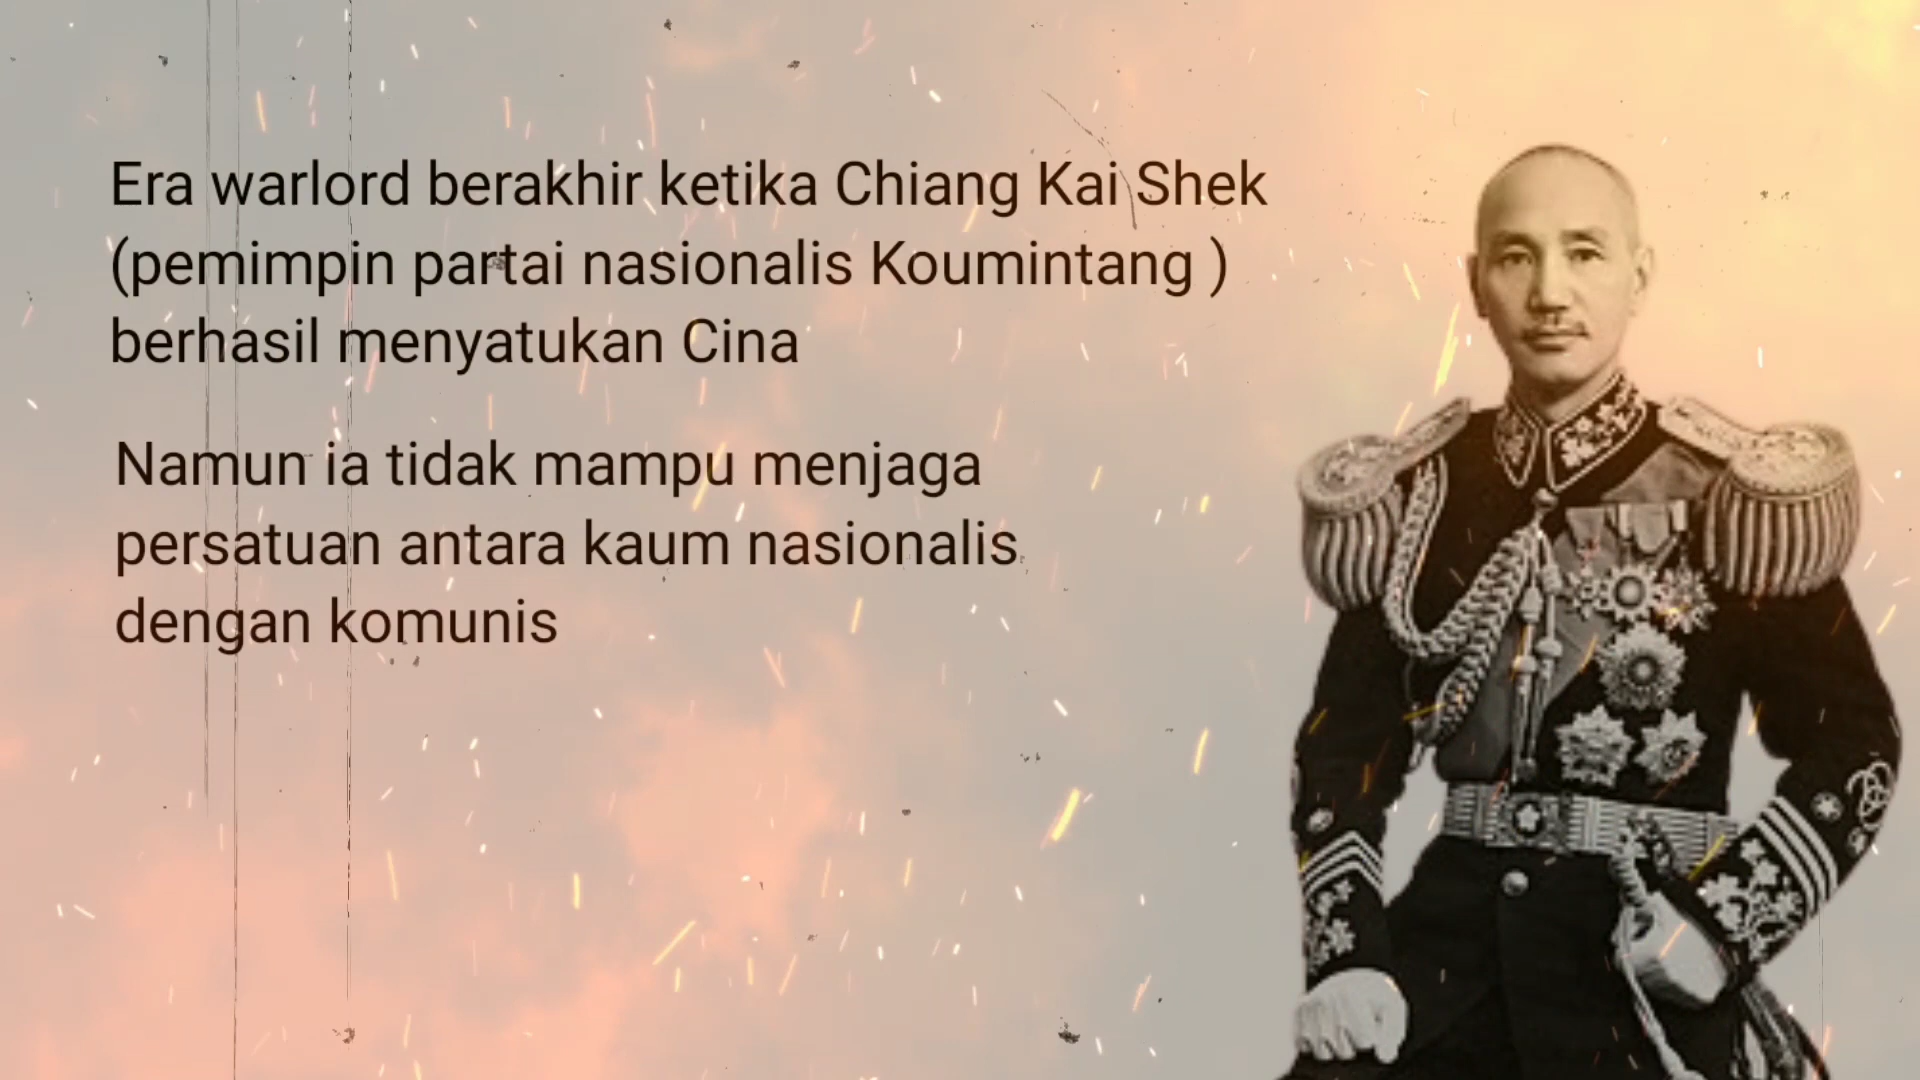 Era warlord berakhir ketika Chiang Kai Shek
(pemimpin partai nasionalis Koumintang )
berhasil menyatukan Cina
Namun ia tidak mampu menjaga
persatuan antara kaum nasionalis
dengan komunis